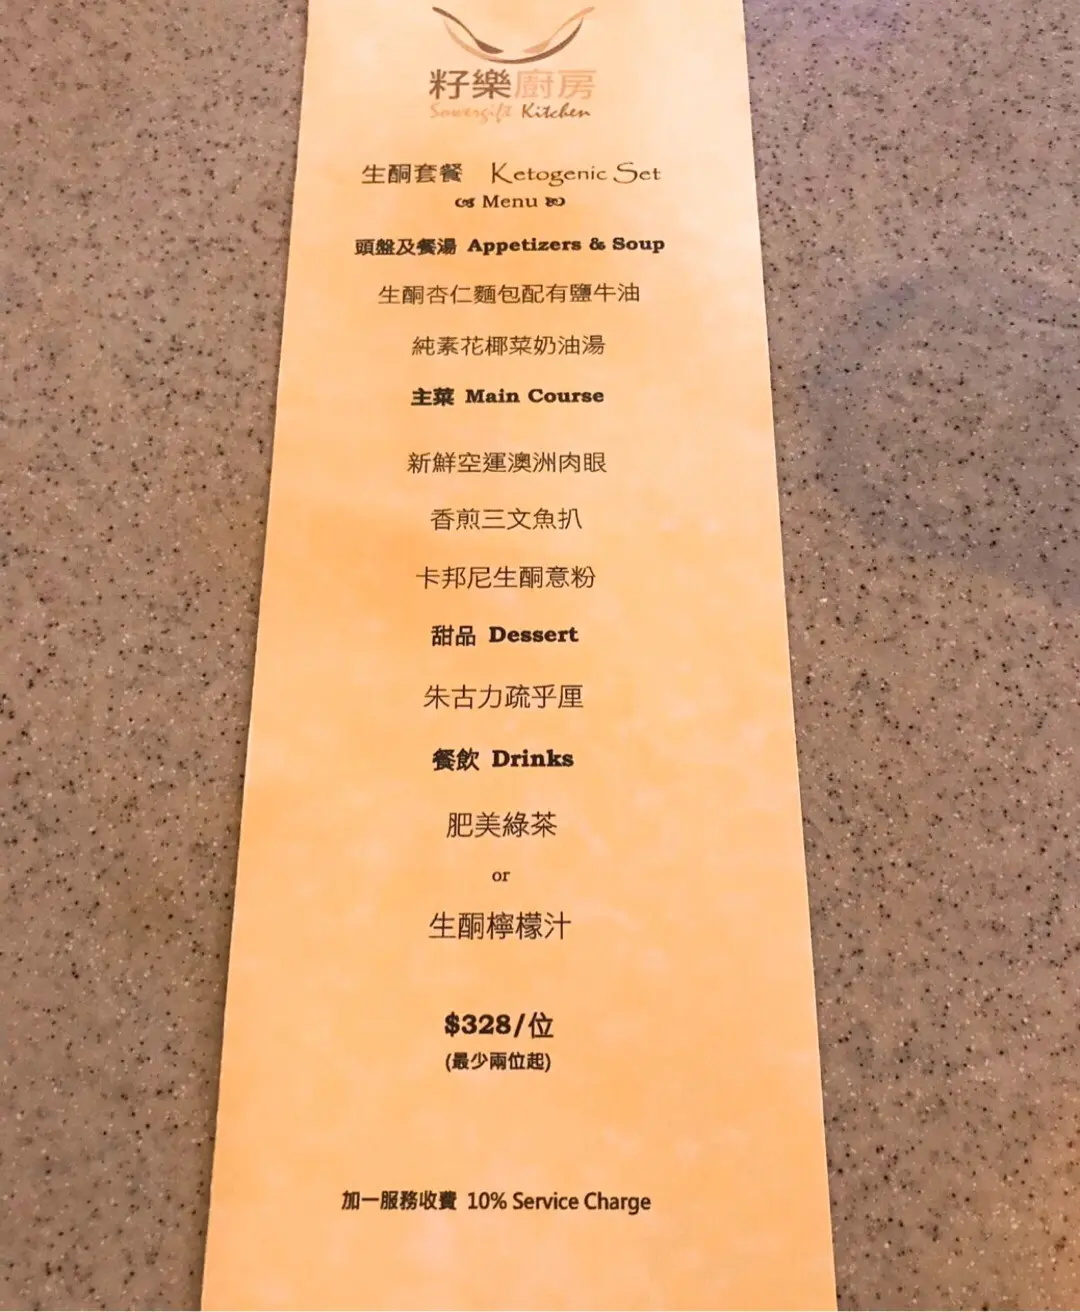 籽樂廚房
Sowergift Kitchen
生酮套餐 Ketogenic Set
Menu
頭盤及餐湯 Appetizers & Soup
生酮杏仁麵包配有鹽牛油
純素花椰菜奶油湯
主菜 Main Course
新鮮空運澳洲肉眼
香煎三文魚扒
卡邦尼生酮意粉
甜品 Dessert
朱古力疏乎厘
餐飲 Drinks
肥美綠茶
or
生酮檸檬汁
$328/位
(最少兩位起)
加一服務收費 10% Service Charge